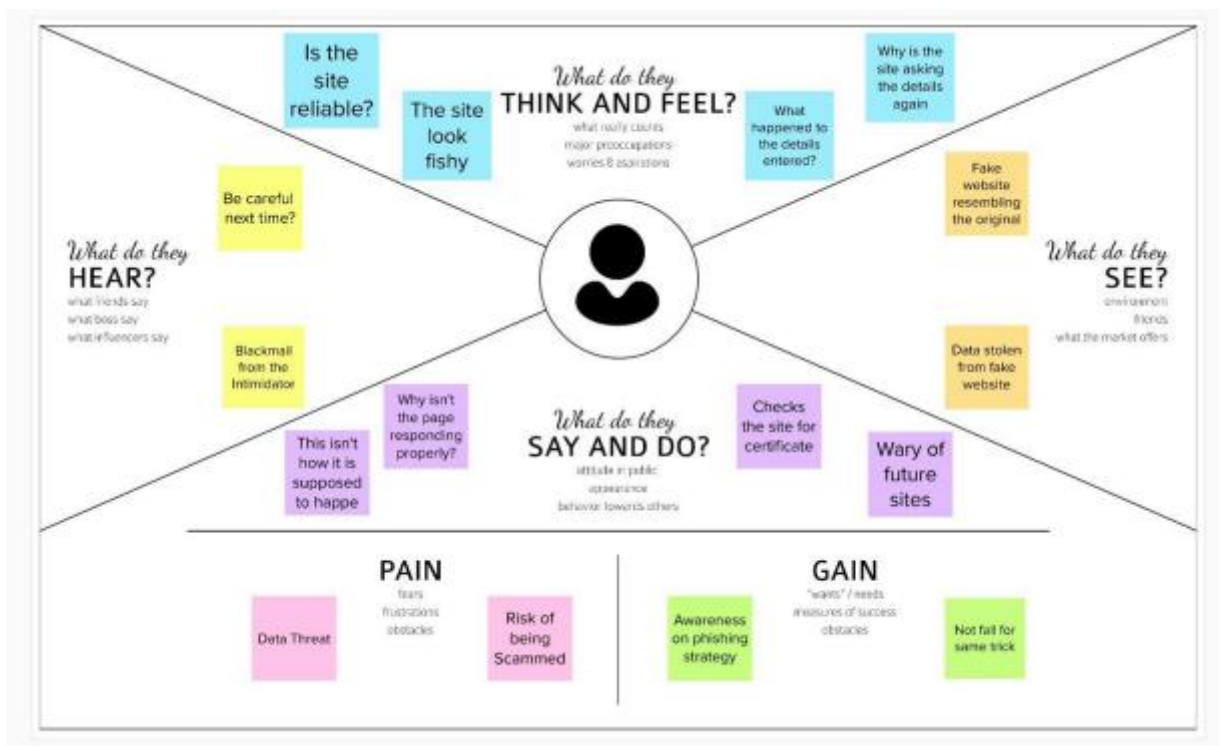 Is the
site
reliable?
The site
look
fishy
What do they
THINK AND FEEL?
what really counts
major preoccupations
worries & aspirations
What
happened to
the details
entered?
Why is the
site asking
the details
again
Be careful
next time?
What do they
HEAR?
what friends say
what boss say
what influencers say
Blackmail
from the
Intimidator
Fake
website
resembling
the original
What do they
SEE?
environment
friends
what the market offers
Data stolen
from fake
website
This isn't
how it is
supposed
to happe
Why isn't
the page
responding
properly?
What do they
SAY AND DO?
attitude in public
appearance
behavior towards others
Checks
the site for
certificate
Wary of
future
sites
PAIN
fears
frustrations
obstacles
Data Threat
Risk of
being
Scammed
GAIN
"wants" / needs
measures of success
obstacles
Awareness
on phishing
strategy
Not fall for
same trick